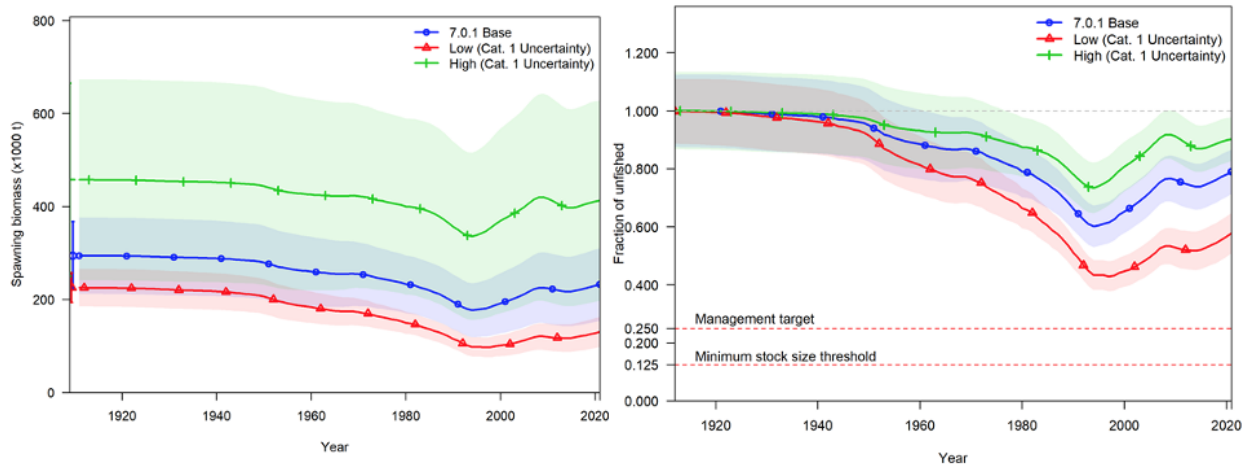 800
600
400
200
0
Spawning biomass (x1000 t)
7.0.1 Base
Low (Cat. 1 Uncertainty)
High (Cat. 1 Uncertainty)
1920
1940
1960
1980
2000
2020
Year
1.200
1.000
0.800
0.600
0.400
0.250
0.200
0.125
0.000
Fraction of unfished
7.0.1 Base
Low (Cat. 1 Uncertainty)
High (Cat. 1 Uncertainty)
Management target
Minimum stock size threshold
1920
1940
1960
1980
2000
2020
Year